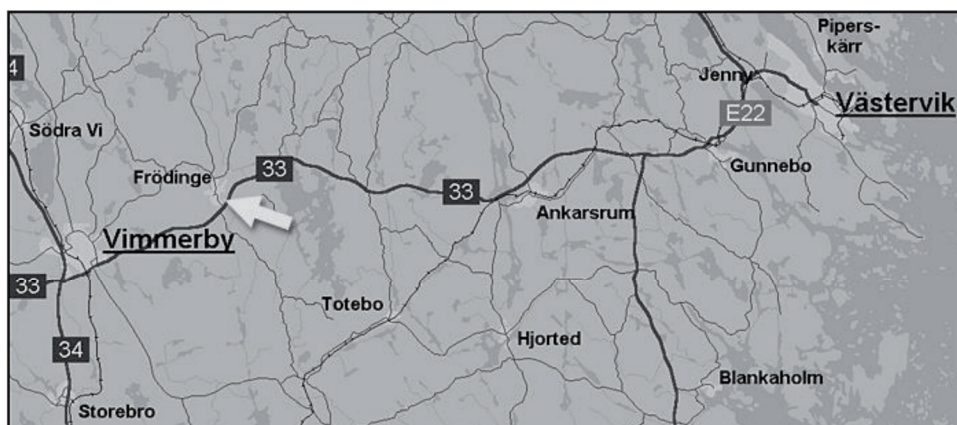 Pipers-
kärr
Jenny
Västervik
E22
4
Södra Vi
Gunnebo
Frödinge
33
33
Ankarsrum
Vimmerby
33
Totebo
Hjorted
34
Blankaholm
Storebro